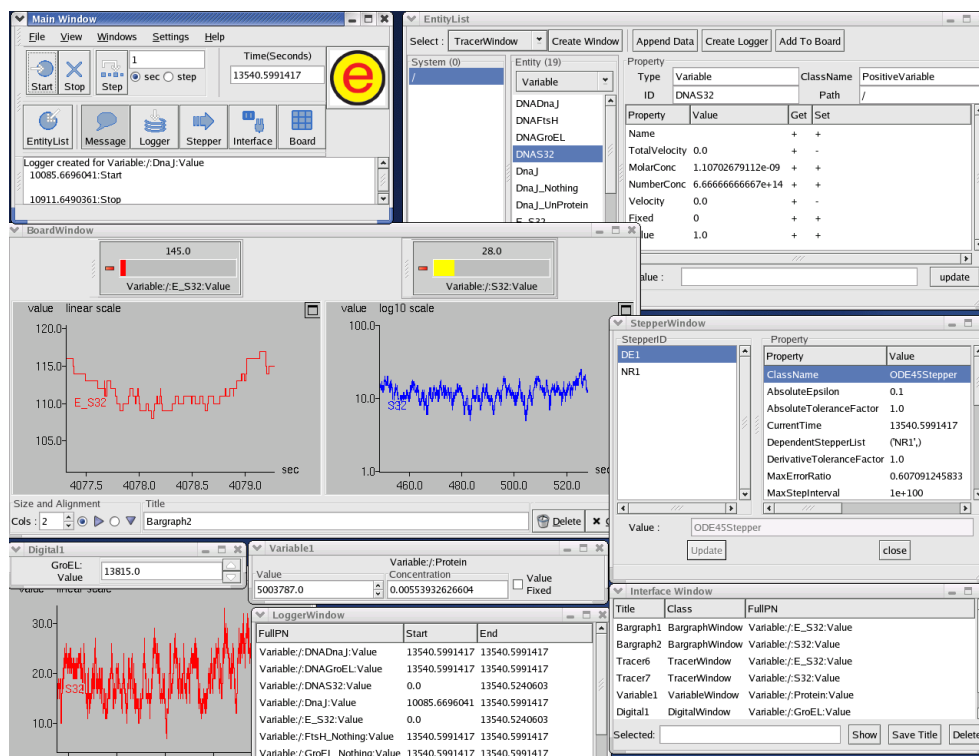 Main Window
File View Windows Settings Help
Start Stop Step
1
sec step
Time(Seconds)
13540.5991417
e
EntityList Message Logger Stepper Interface Board
Logger created for Variable:/:DnaJ:Value
10085.6696041:Start
10911.6490361:Stop
EntityList
Select : TracerWindow Create Window Append Data Create Logger Add To Board
System (0)
/
Entity (19)
Variable
DNADnaJ
DNAFtsH
DNAGroEL
DNAS32
DnaJ
DnaJ_Nothing
DnaJ_UnProtein
E_S32
Property
Type Variable ClassName PositiveVariable
ID DNAS32 Path /
Property Value Get Set
Name + +
TotalVelocity 0.0 + -
MolarConc 1.10702679112e-09 + +
NumberConc 6.66666666667e+14 + +
Velocity 0.0 + -
Fixed 0 + +
1.0 + +
update
BoardWindow
145.0
Variable:/:E_S32:Value
28.0
Variable:/:S32:Value
value linear scale
120.0
115.0
110.0
105.0
E_S32
sec
4077.5 4078.0 4078.5 4079.0
value log10 scale
100.0
10.0
1.0
S32
sec
460.0 480.0 500.0 520.0
Size and Alignment Title
Cols : 2 Bargraph2 Delete
StepperWindow
StepperID
DE1
NR1
Property
Property Value
ClassName ODE45Stepper
AbsoluteEpsilon 0.1
AbsoluteToleranceFactor 1.0
CurrentTime 13540.5991417
DependentStepperList ('NR1',)
DerivativeToleranceFactor 1.0
MaxErrorRatio 0.607091245833
MaxStepInterval 1e+100
Value : ODE45Stepper
Update close
Digital1
GroEL:
Value 13815.0
Variable1
Variable:/:Protein
Value Concentration
5003787.0 0.00553932626604
Value
Fixed
value linear scale
30.0
20.0
10.0
S32
LoggerWindow
FullPN Start End
Variable:/:DNADnaJ:Value 13540.5991417 13540.5991417
Variable:/:DNAGroEL:Value 13540.5991417 13540.5991417
Variable:/:DNAS32:Value 0.0 13540.5240603
Variable:/:DnaJ:Value 10085.6696041 13540.5991417
Variable:/:E_S32:Value 0.0 13540.5240603
Variable:/:FtsH_Nothing:Value 13540.5991417 13540.5991417
Variable:/:GroEL_Nothing:Value 13540.5991417 13540.5991417
Interface Window
Title Class FullPN
Bargraph1 BargraphWindow Variable:/:E_S32:Value
Bargraph2 BargraphWindow Variable:/:S32:Value
Tracer6 TracerWindow Variable:/:E_S32:Value
Tracer7 TracerWindow Variable:/:S32:Value
Variable1 VariableWindow Variable:/:Protein:Value
Digital1 DigitalWindow Variable:/:GroEL:Value
Selected: Show Save Title Delete